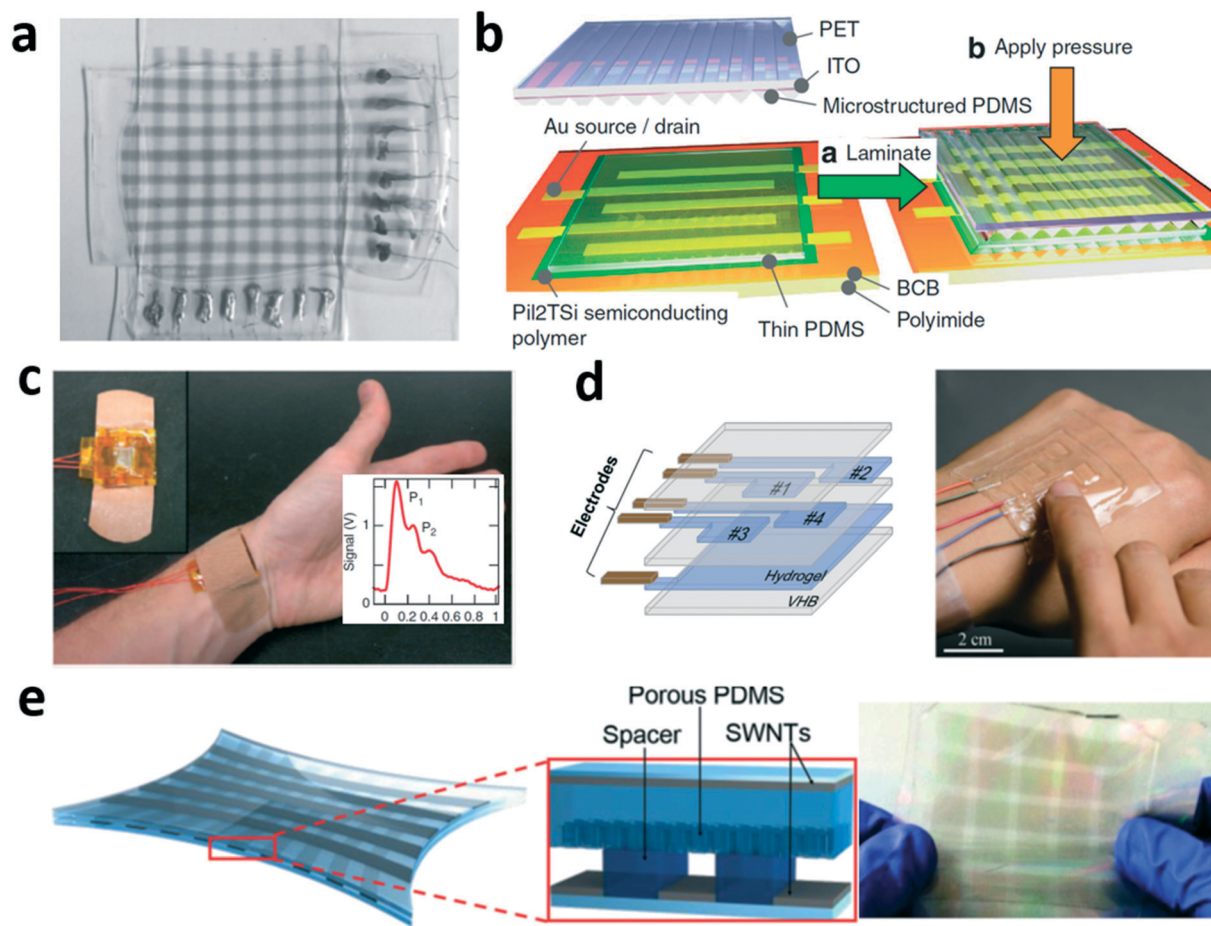 a
b
PET
ITO
Microstructured PDMS
Au source / drain
b Apply pressure
a Laminate
BCB
Polyimide
PiI2TSi semiconducting
polymer
Thin PDMS
c
P1
P2
Signal (V)
1
0
0 0.2 0.4 0.6 0.8 1
d
Electrodes
#1
#2
#3
#4
Hydrogel
VHB
2 cm
e
Porous PDMS
Spacer
SWNTs